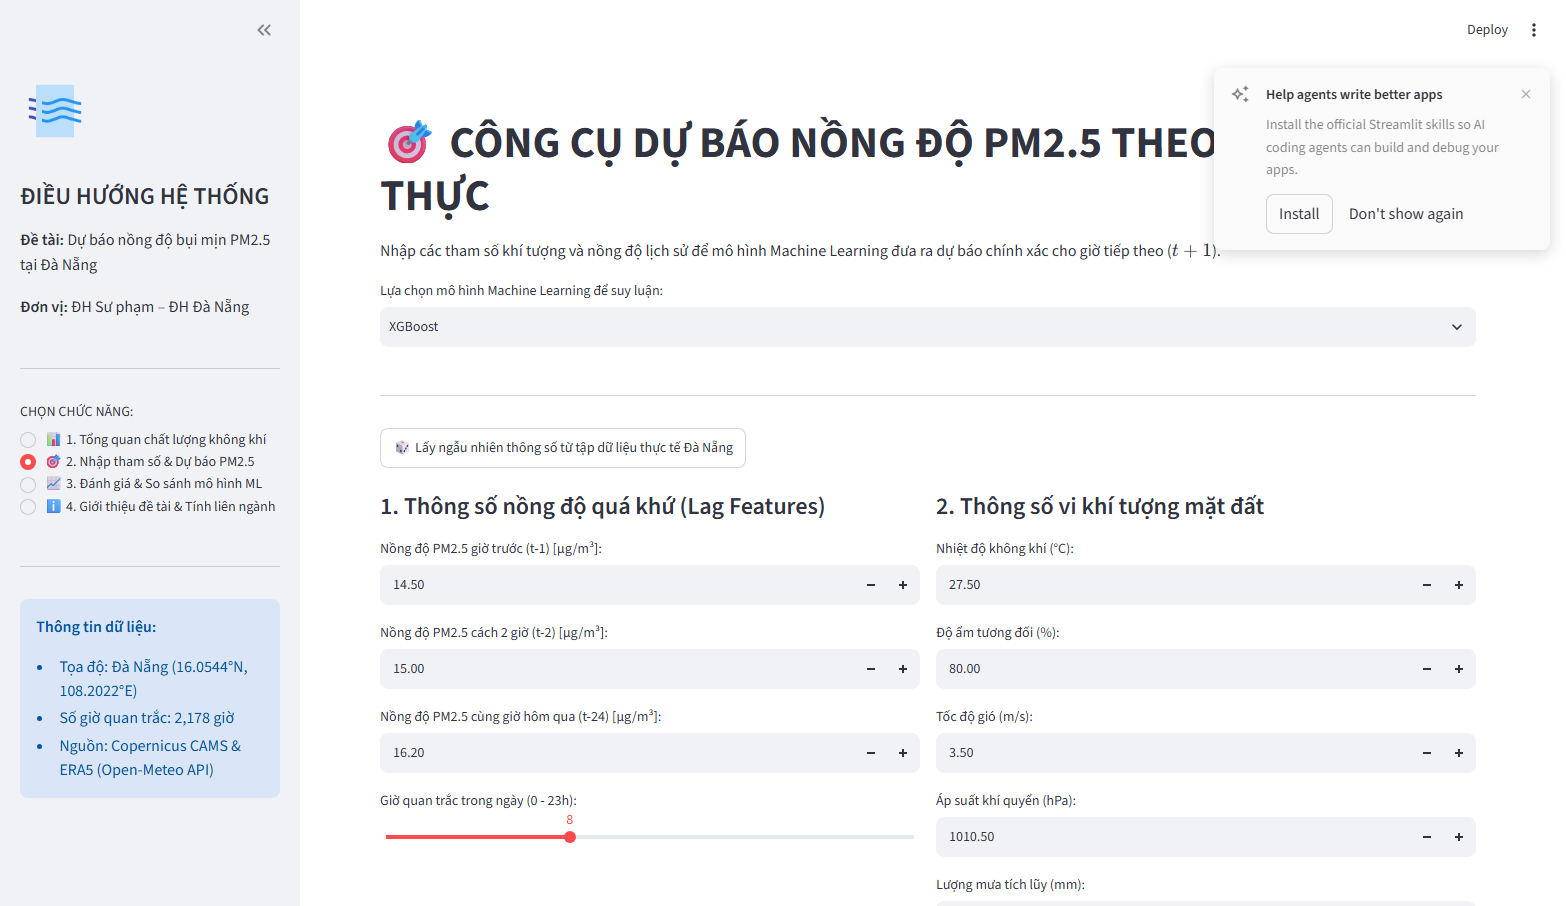 ĐIỀU HƯỚNG HỆ THỐNG
Đề tài: Dự báo nồng độ bụi mịn PM2.5
tại Đà Nẵng
Đơn vị: ĐH Sư phạm – ĐH Đà Nẵng
CHỌN CHỨC NĂNG:
1. Tổng quan chất lượng không khí
2. Nhập tham số & Dự báo PM2.5
3. Đánh giá & So sánh mô hình ML
4. Giới thiệu đề tài & Tính liên ngành
Thông tin dữ liệu:
• Tọa độ: Đà Nẵng (16.0544°N,
108.2022°E)
• Số giờ quan trắc: 2,178 giờ
• Nguồn: Copernicus CAMS &
ERA5 (Open-Meteo API)
Deploy
Help agents write better apps
Install the official Streamlit skills so AI
coding agents can build and debug your
apps.
Install Don't show again
CÔNG CỤ DỰ BÁO NỒNG ĐỘ PM2.5 THEO
THỰC
Nhập các tham số khí tượng và nồng độ lịch sử để mô hình Machine Learning đưa ra dự báo chính xác cho giờ tiếp theo (t + 1).
Lựa chọn mô hình Machine Learning để suy luận:
XGBoost
Lấy ngẫu nhiên thông số từ tập dữ liệu thực tế Đà Nẵng
1. Thông số nồng độ quá khứ (Lag Features)
Nồng độ PM2.5 giờ trước (t-1) [µg/m³]:
14.50
Nồng độ PM2.5 cách 2 giờ (t-2) [µg/m³]:
15.00
Nồng độ PM2.5 cùng giờ hôm qua (t-24) [µg/m³]:
16.20
Giờ quan trắc trong ngày (0 - 23h):
8
2. Thông số vi khí tượng mặt đất
Nhiệt độ không khí (°C):
27.50
Độ ẩm tương đối (%):
80.00
Tốc độ gió (m/s):
3.50
Áp suất khí quyển (hPa):
1010.50
Lượng mưa tích lũy (mm):